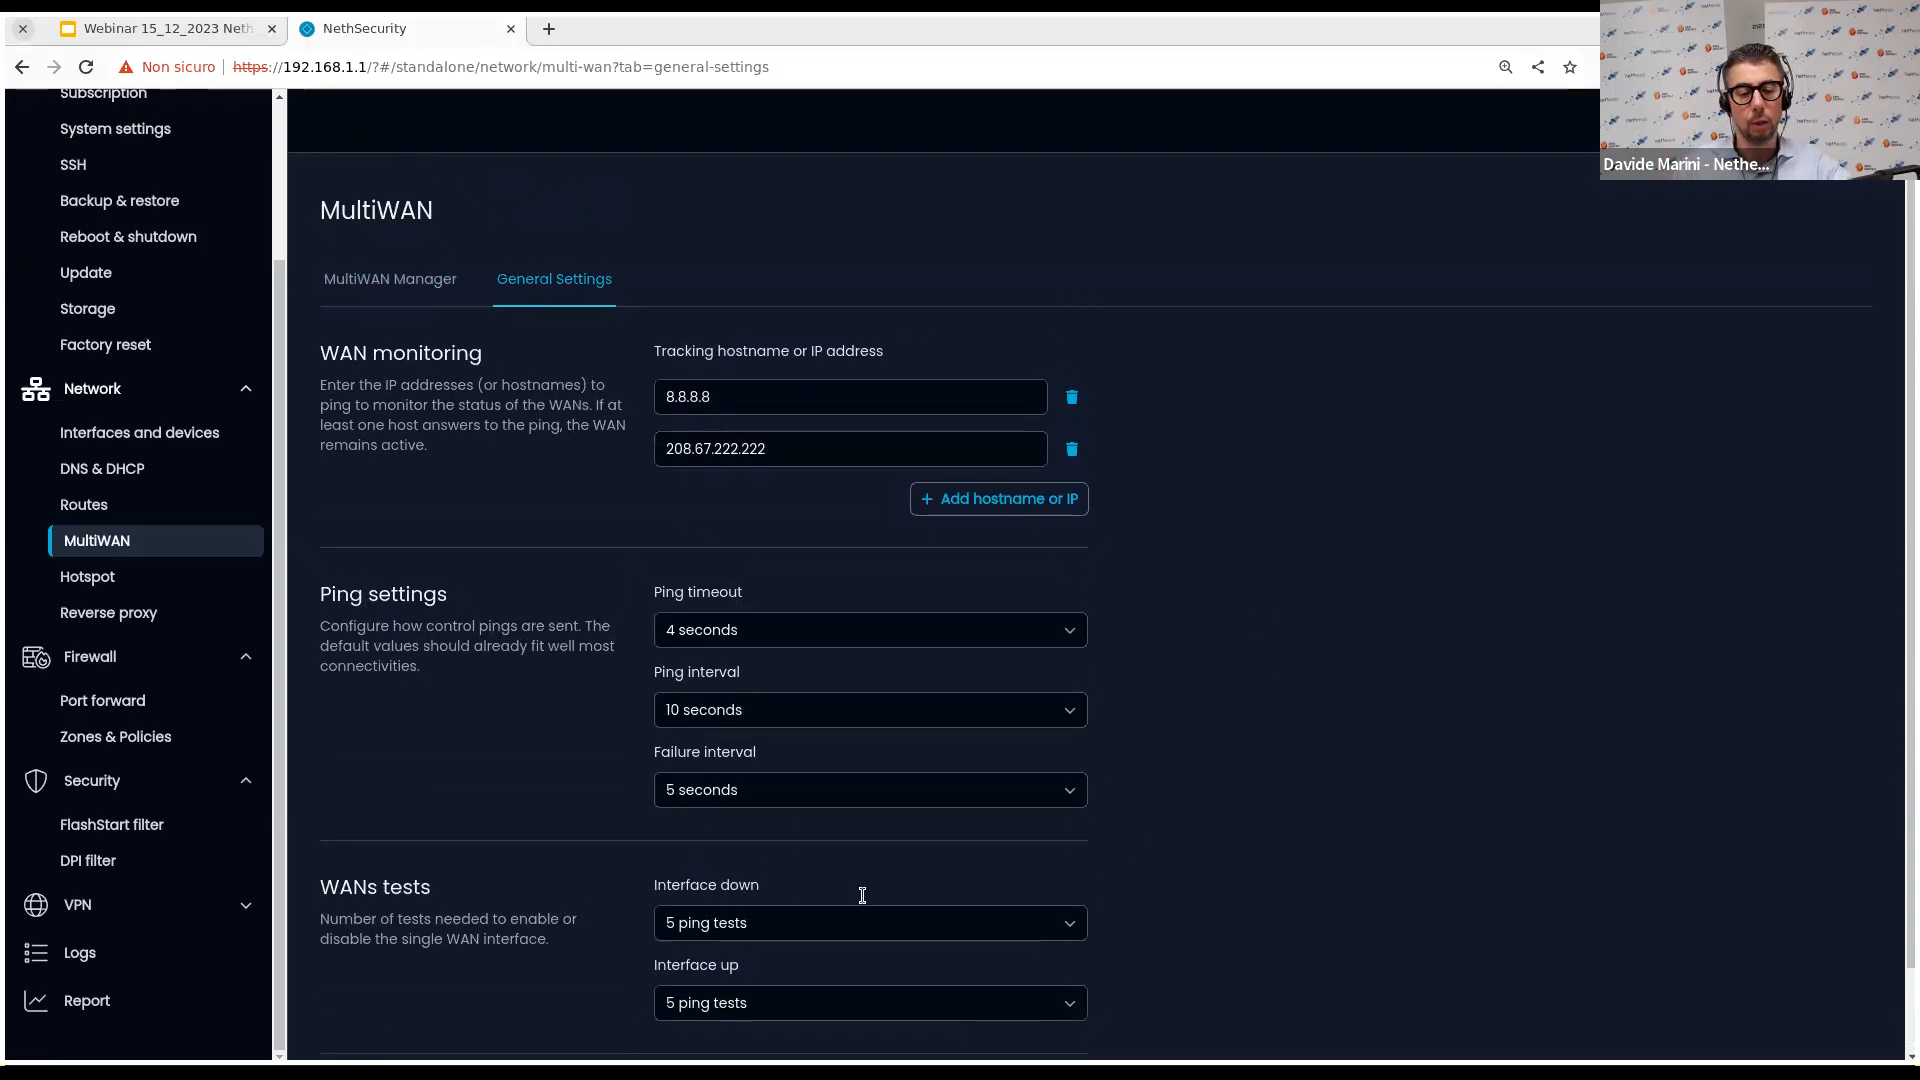 Webinar 15_12_2023 Neth
NethSecurity
Non sicuro
https://192.168.1.1/?#/standalone/network/multi-wan?tab=general-settings
Davide Marini - Nethe...
Subscription
System settings
SSH
Backup & restore
Reboot & shutdown
Update
Storage
Factory reset
Network
Interfaces and devices
DNS & DHCP
Routes
MultiWAN
Hotspot
Reverse proxy
Firewall
Port forward
Zones & Policies
Security
FlashStart filter
DPI filter
VPN
Logs
Report
MultiWAN
MultiWAN Manager
General Settings
WAN monitoring
Enter the IP addresses (or hostnames) to
ping to monitor the status of the WANs. If at
least one host answers to the ping, the WAN
remains active.
Tracking hostname or IP address
8.8.8.8
208.67.222.222
+ Add hostname or IP
Ping settings
Configure how control pings are sent. The
default values should already fit well most
connectivities.
Ping timeout
4 seconds
Ping interval
10 seconds
Failure interval
5 seconds
WANs tests
Number of tests needed to enable or
disable the single WAN interface.
Interface down
5 ping tests
Interface up
5 ping tests